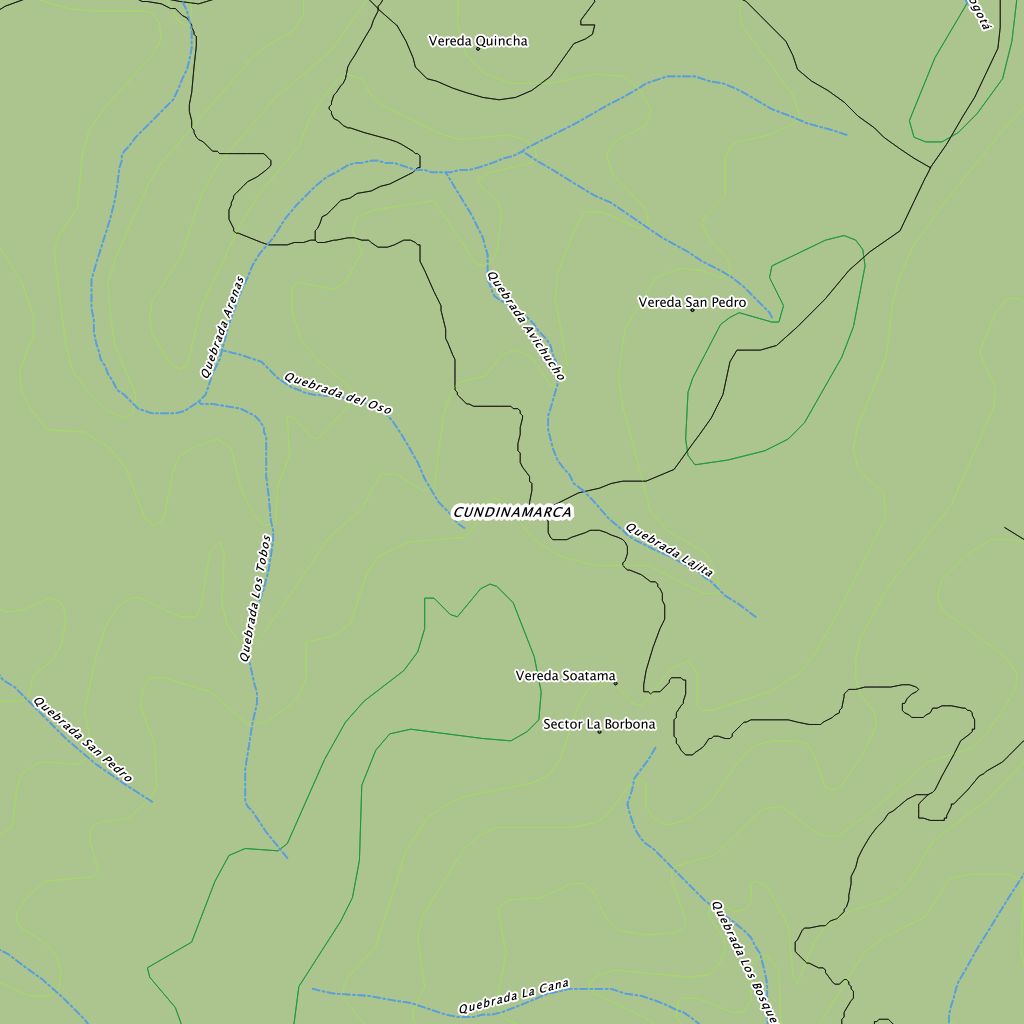 ogotá
Vereda Quincha
Quebrada Arenas
Quebrada Avichucho
Vereda San Pedro
Quebrada del Oso
CUNDINAMARCA
Quebrada Lajita
Quebrada Los Tobos
Vereda Soatama
Quebrada San Pedro
Sector La Borbona
Quebrada Los Bosque
Quebrada La Cana